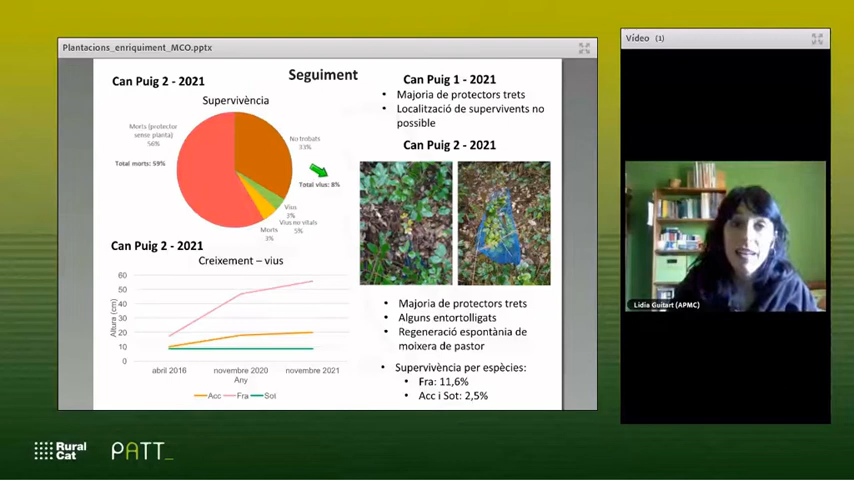 Plantacions_enriquiment_MCO.pptx
Seguiment
Can Puig 2 - 2021
Supervivència
Morts (protector
sense planta)
56%
Total morts: 59%
No trobats
33%
Total vius: 8%
Vius
3%
Vius no vitals
5%
Morts
3%
Can Puig 2 - 2021
Creixement – vius
Altura (cm)
60
50
40
30
20
10
0
abril 2016
novembre 2020
novembre 2021
Any
Acc
Fra
Sot
Can Puig 1 - 2021
• Majoria de protectors trets
• Localització de supervivents no
possible
Can Puig 2 - 2021
• Majoria de protectors trets
• Alguns entortolligats
• Regeneració espontània de
moixera de pastor
• Supervivència per espècies:
• Fra: 11,6%
• Acc i Sot: 2,5%
Vídeo (1)
Lídia Guitart (APMC)
Rural
Cat
PATT_